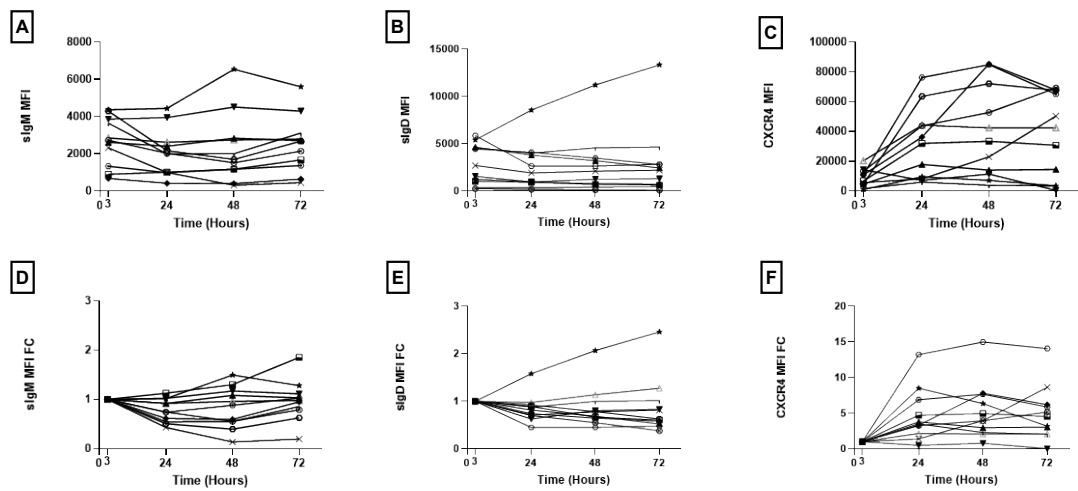 A
sIgM MFI
8000
6000
4000
2000
0
0 3 24 48 72
Time (Hours)
B
sIgD MFI
15000
10000
5000
0
0 3 24 48 72
Time (Hours)
C
CXCR4 MFI
100000
80000
60000
40000
20000
0
0 3 24 48 72
Time (Hours)
D
sIgM MFI FC
3
2
1
0
0 3 24 48 72
Time (Hours)
E
sIgD MFI FC
3
2
1
0
0 3 24 48 72
Time (Hours)
F
CXCR4 MFI FC
20
15
10
5
0
0 3 24 48 72
Time (Hours)